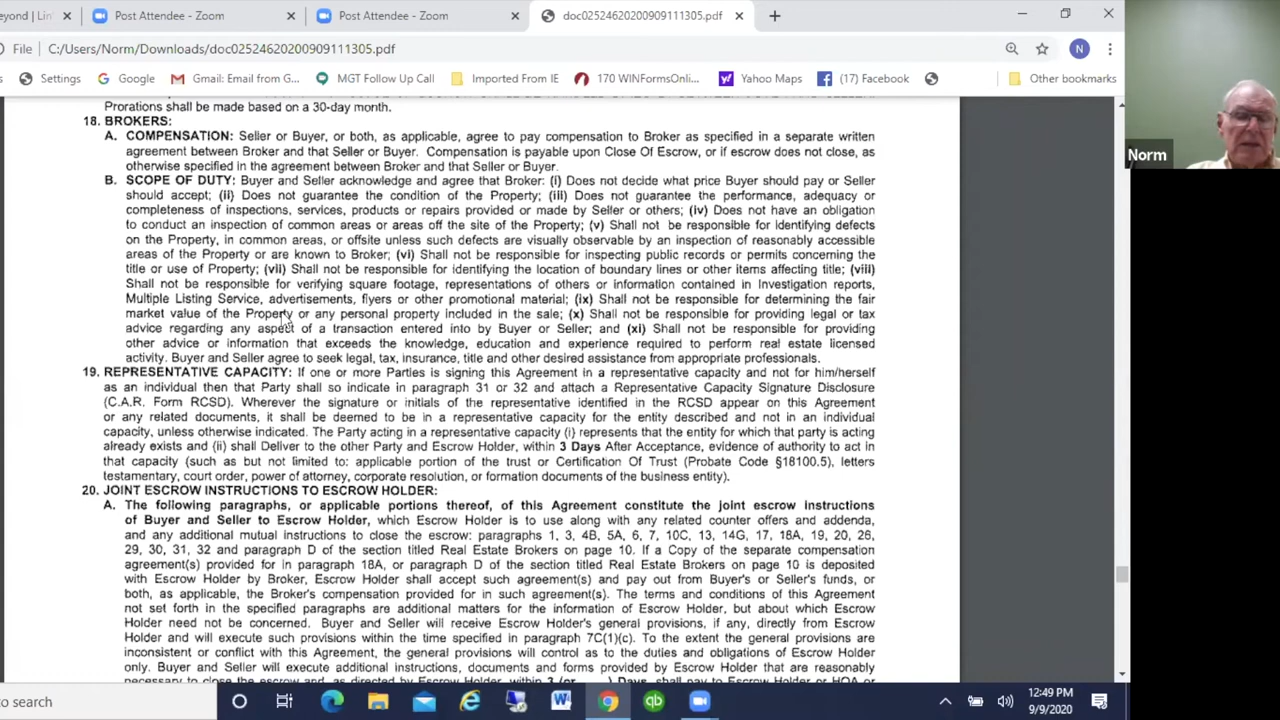 eyond | Lin
Post Attendee - Zoom
Post Attendee - Zoom
doc02524620200909111305.pdf
File
C:/Users/Norm/Downloads/doc02524620200909111305.pdf
N
s
Settings
Google
Gmail: Email from G...
MGT Follow Up Call
Imported From IE
170 WINFormsOnli...
Yahoo Maps
(17) Facebook
Other bookmarks
Prorations shall be made based on a 30-day month.
18. BROKERS:
A. COMPENSATION: Seller or Buyer, or both, as applicable, agree to pay compensation to Broker as specified in a separate written
agreement between Broker and that Seller or Buyer. Compensation is payable upon Close Of Escrow, or if escrow does not close, as
otherwise specified in the agreement between Broker and that Seller or Buyer.
B. SCOPE OF DUTY: Buyer and Seller acknowledge and agree that Broker: (i) Does not decide what price Buyer should pay or Seller
should accept; (ii) Does not guarantee the condition of the Property; (iii) Does not guarantee the performance, adequacy or
completeness of inspections, services, products or repairs provided or made by Seller or others; (iv) Does not have an obligation
to conduct an inspection of common areas or areas off the site of the Property; (v) Shall not be responsible for identifying defects
on the Property, in common areas, or offsite unless such defects are visually observable by an inspection of reasonably accessible
areas of the Property or are known to Broker; (vi) Shall not be responsible for inspecting public records or permits concerning the
title or use of Property; (vii) Shall not be responsible for identifying the location of boundary lines or other items affecting title; (viii)
Shall not be responsible for verifying square footage, representations of others or information contained in Investigation reports,
Multiple Listing Service, advertisements, flyers or other promotional material; (ix) Shall not be responsible for determining the fair
market value of the Property or any personal property included in the sale; (x) Shall not be responsible for providing legal or tax
advice regarding any aspect of a transaction entered into by Buyer or Seller; and (xi) Shall not be responsible for providing
other advice or information that exceeds the knowledge, education and experience required to perform real estate licensed
activity. Buyer and Seller agree to seek legal, tax, insurance, title and other desired assistance from appropriate professionals.
19. REPRESENTATIVE CAPACITY: If one or more Parties is signing this Agreement in a representative capacity and not for him/herself
as an individual then that Party shall so indicate in paragraph 31 or 32 and attach a Representative Capacity Signature Disclosure
(C.A.R. Form RCSD). Wherever the signature or initials of the representative identified in the RCSD appear on this Agreement
or any related documents, it shall be deemed to be in a representative capacity for the entity described and not in an individual
capacity, unless otherwise indicated. The Party acting in a representative capacity (i) represents that the entity for which that party is acting
already exists and (ii) shall Deliver to the other Party and Escrow Holder, within 3 Days After Acceptance, evidence of authority to act in
that capacity (such as but not limited to: applicable portion of the trust or Certification Of Trust (Probate Code §18100.5), letters
testamentary, court order, power of attorney, corporate resolution, or formation documents of the business entity).
20. JOINT ESCROW INSTRUCTIONS TO ESCROW HOLDER:
A. The following paragraphs, or applicable portions thereof, of this Agreement constitute the joint escrow instructions
of Buyer and Seller to Escrow Holder, which Escrow Holder is to use along with any related counter offers and addenda,
and any additional mutual instructions to close the escrow: paragraphs 1, 3, 4B, 5A, 6, 7, 10C, 13, 14G, 17, 18A, 19, 20, 26,
29, 30, 31, 32 and paragraph D of the section titled Real Estate Brokers on page 10. If a Copy of the separate compensation
agreement(s) provided for in paragraph 18A, or paragraph D of the section titled Real Estate Brokers on page 10 is deposited
with Escrow Holder by Broker, Escrow Holder shall accept such agreement(s) and pay out from Buyer's or Seller's funds, or
both, as applicable, the Broker's compensation provided for in such agreement(s). The terms and conditions of this Agreement
not set forth in the specified paragraphs are additional matters for the information of Escrow Holder, but about which Escrow
Holder need not be concerned. Buyer and Seller will receive Escrow Holder's general provisions, if any, directly from Escrow
Holder and will execute such provisions within the time specified in paragraph 7C(1)(c). To the extent the general provisions are
inconsistent or conflict with this Agreement, the general provisions will control as to the duties and obligations of Escrow Holder
only. Buyer and Seller will execute additional instructions, documents and forms provided by Escrow Holder that are reasonably
necessary to close the escrow and, as directed by Escrow Holder, within 3 (or ____) Days, shall pay to Escrow Holder or HOA or
Norm
to search
12:49 PM
9/9/2020